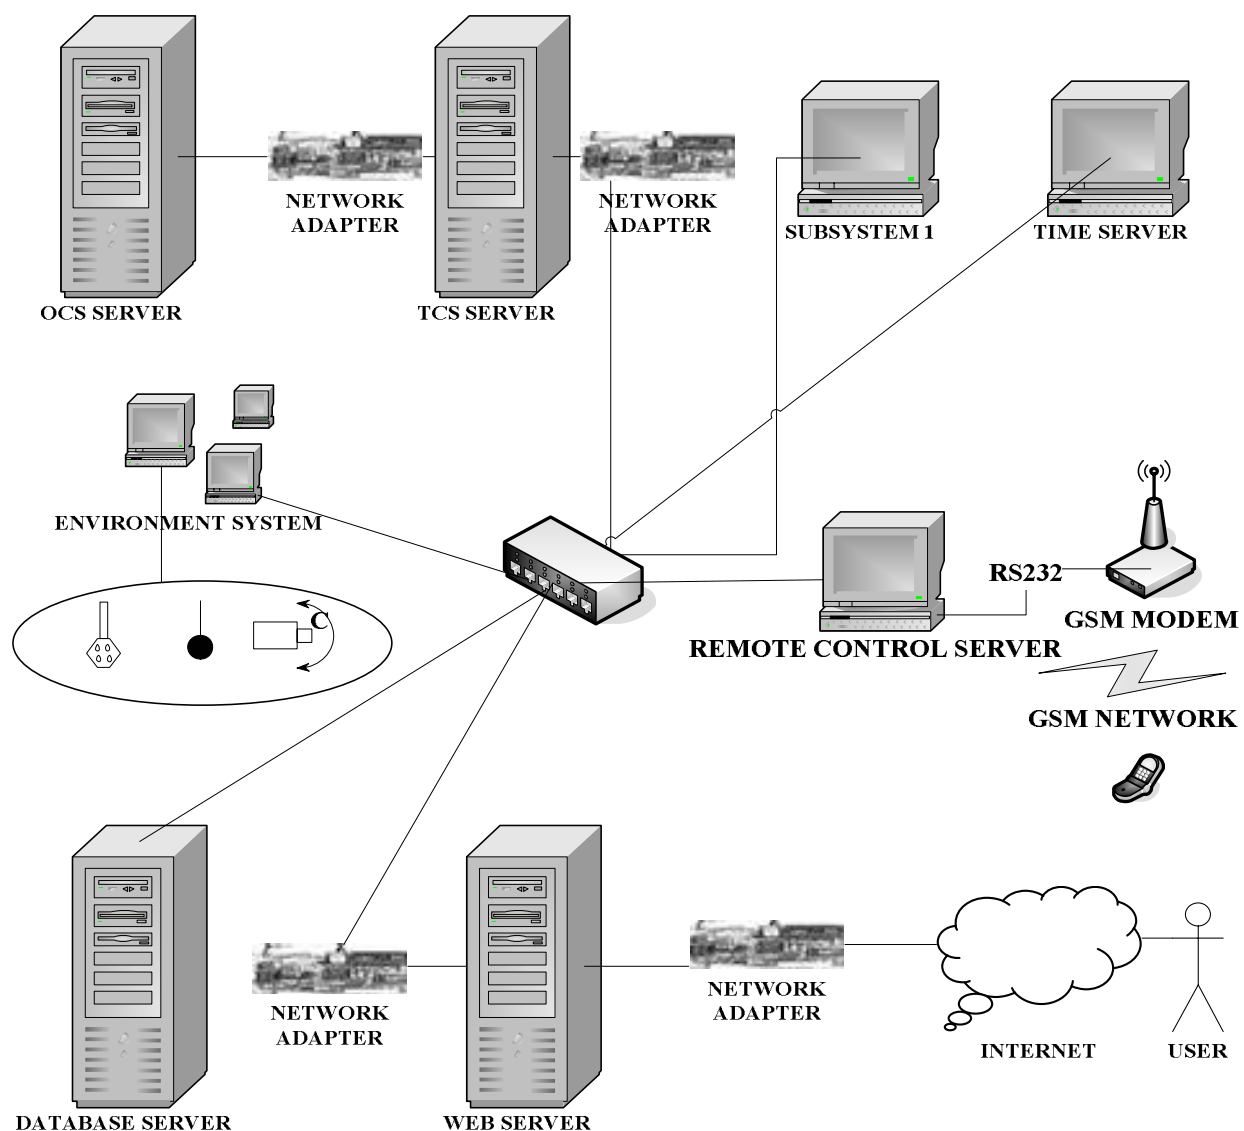 NETWORK
ADAPTER
NETWORK
ADAPTER
SUBSYSTEM 1
TIME SERVER
OCS SERVER
TCS SERVER
ENVIRONMENT SYSTEM
RS232
GSM MODEM
C
REMOTE CONTROL SERVER
GSM NETWORK
NETWORK
ADAPTER
NETWORK
ADAPTER
INTERNET
USER
DATABASE SERVER
WEB SERVER